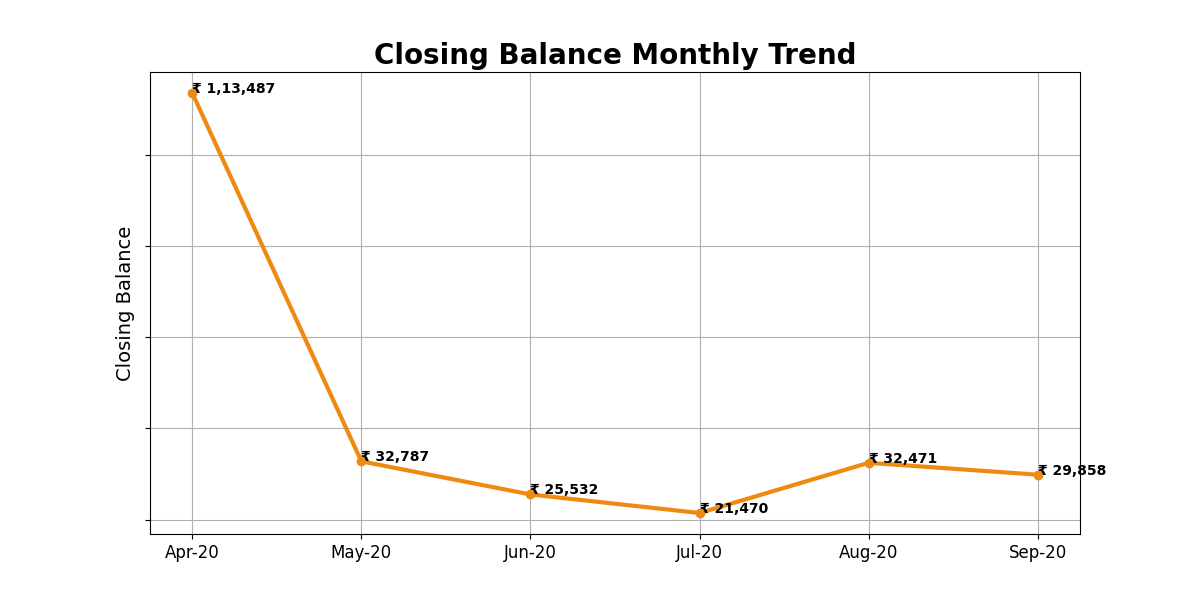 Closing Balance Monthly Trend
Closing Balance
₹ 1,13,487
₹ 32,787
₹ 25,532
₹ 21,470
₹ 32,471
₹ 29,858
Apr-20 May-20 Jun-20 Jul-20 Aug-20 Sep-20